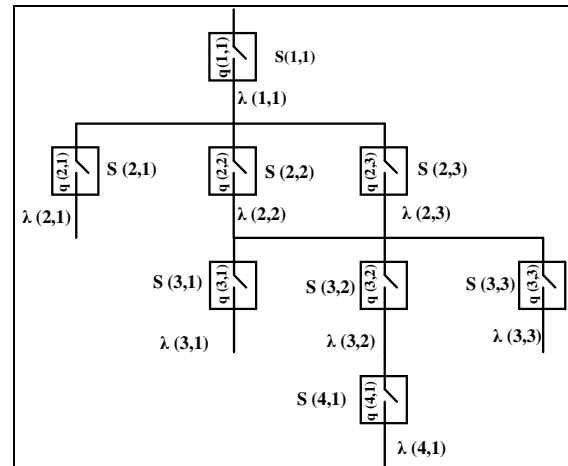 q(1,1)
S(1,1)
λ (1,1)
q (2,1)
S (2,1)
q (2,2)
S (2,2)
q (2,3)
S (2,3)
λ (2,1)
λ (2,2)
λ (2,3)
S (3,1)
q (3,1)
S (3,2)
q (3,2)
S (3,3)
q (3,3)
λ (3,1)
λ (3,2)
λ (3,3)
S (4,1)
q (4,1)
λ (4,1)